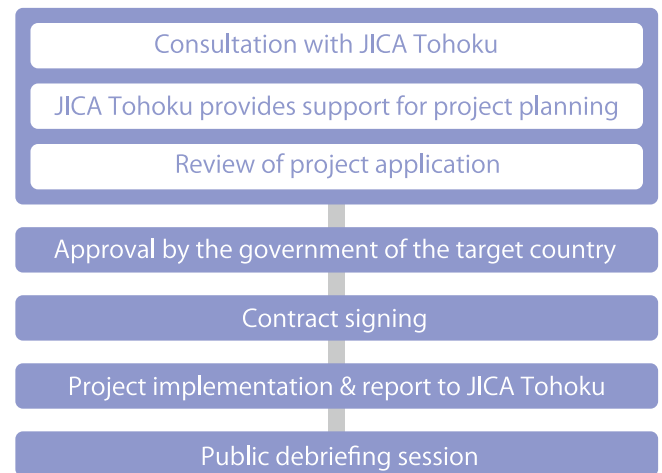 Consultation with JICA Tohoku
JICA Tohoku provides support for project planning
Review of project application
Approval by the government of the target country
Contract signing
Project implementation & report to JICA Tohoku
Public debriefing session